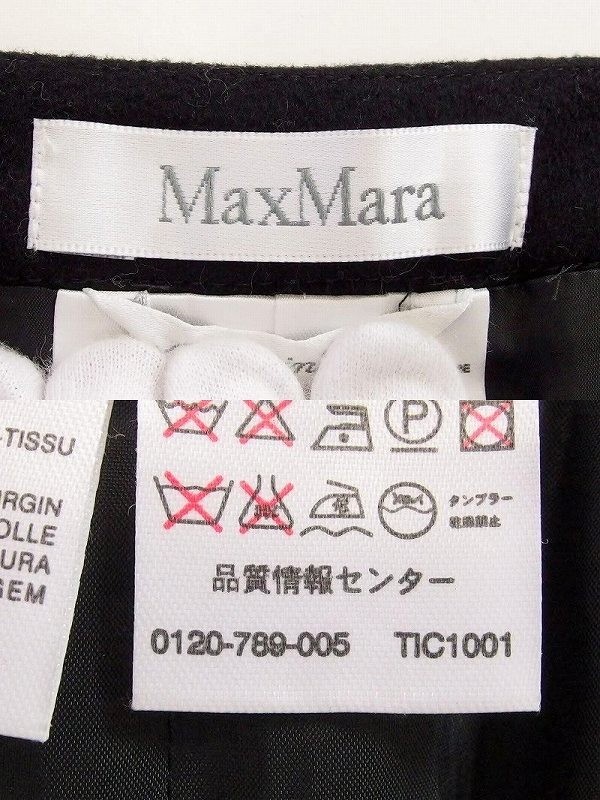 MaxMara
-TISSU
RGIN
OLLE
URA
GEM
P
タンブラー
乾燥禁止
品質情報センター
0120-789-005 TIC1001